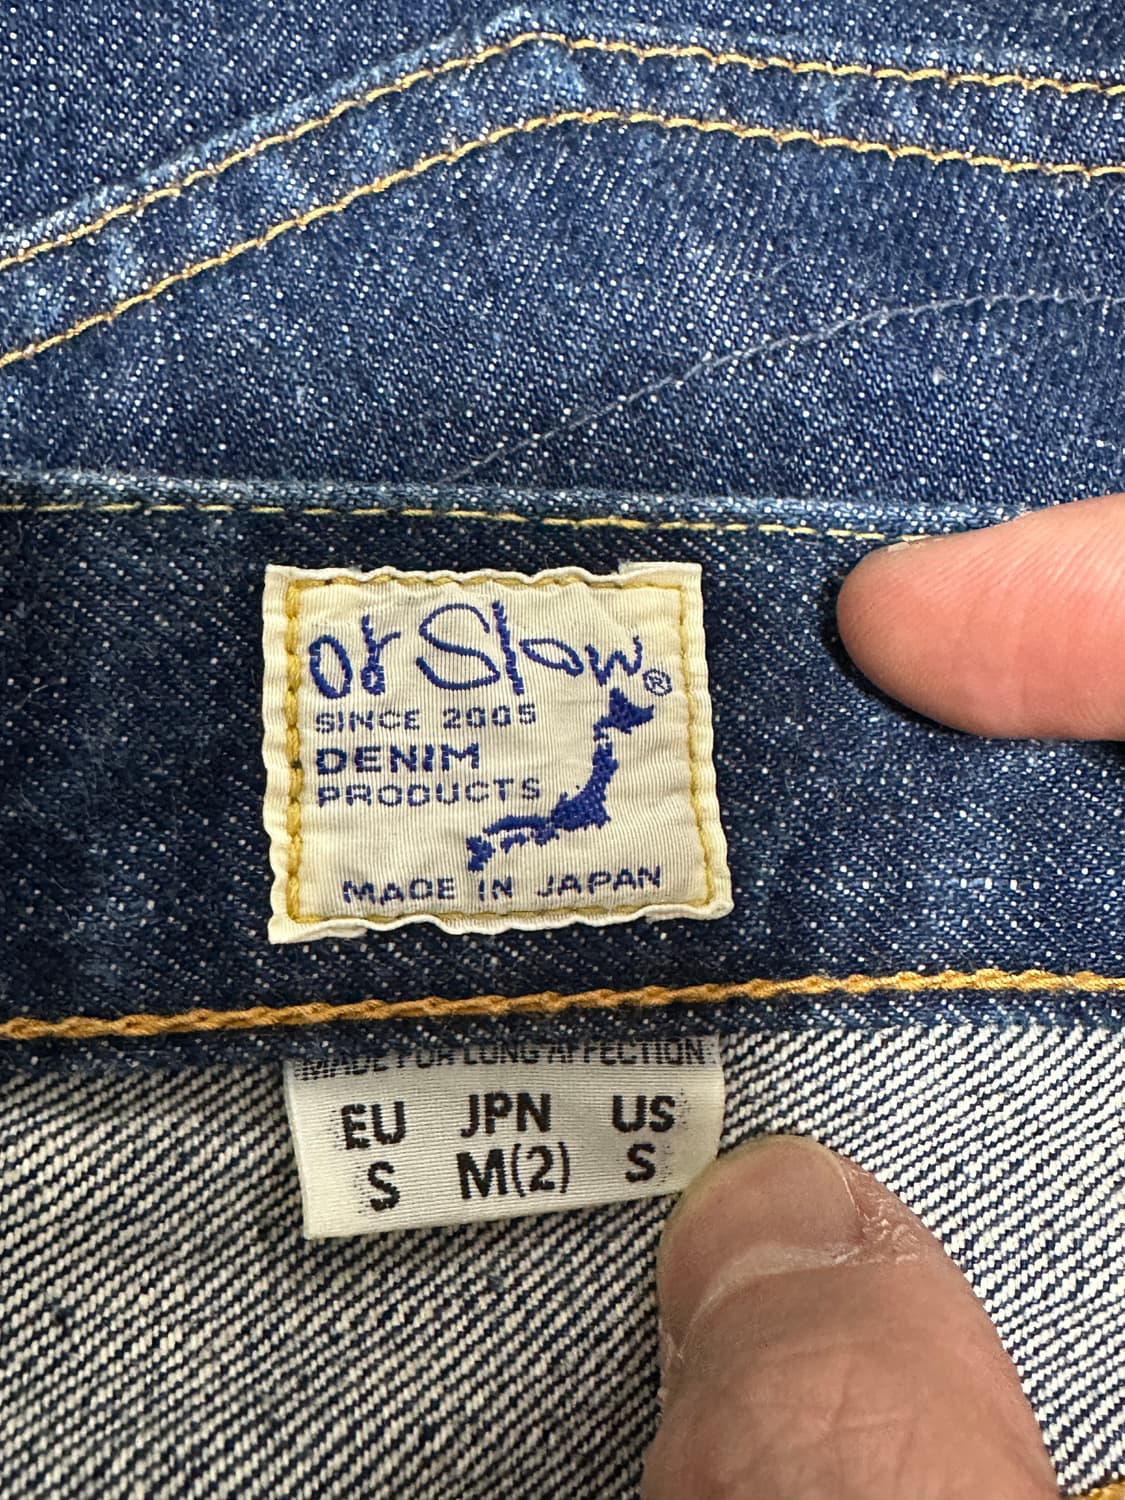 or Slow®
SINCE 2005
DENIM
PRODUCTS
MADE IN JAPAN
MADE FOR LONG AFFECTION
EU JPN US
S M(2) S